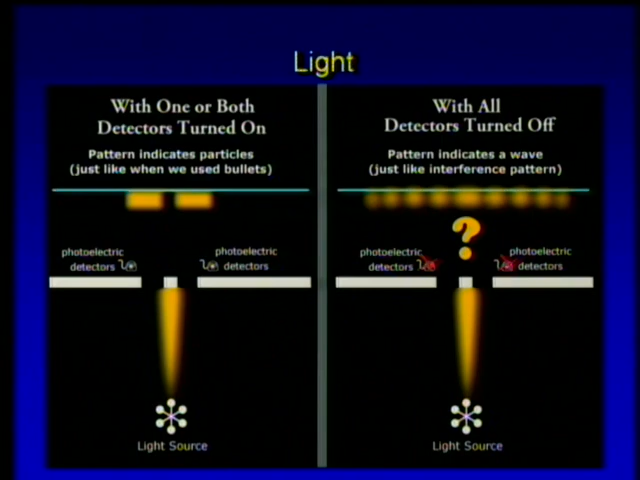 Light
With One or Both
Detectors Turned On
Pattern indicates particles
(just like when we used bullets)
photoelectric
detectors
photoelectric
detectors
Light Source
With All
Detectors Turned Off
Pattern indicates a wave
(just like interference pattern)
?
photoelectric
detectors
photoelectric
detectors
Light Source